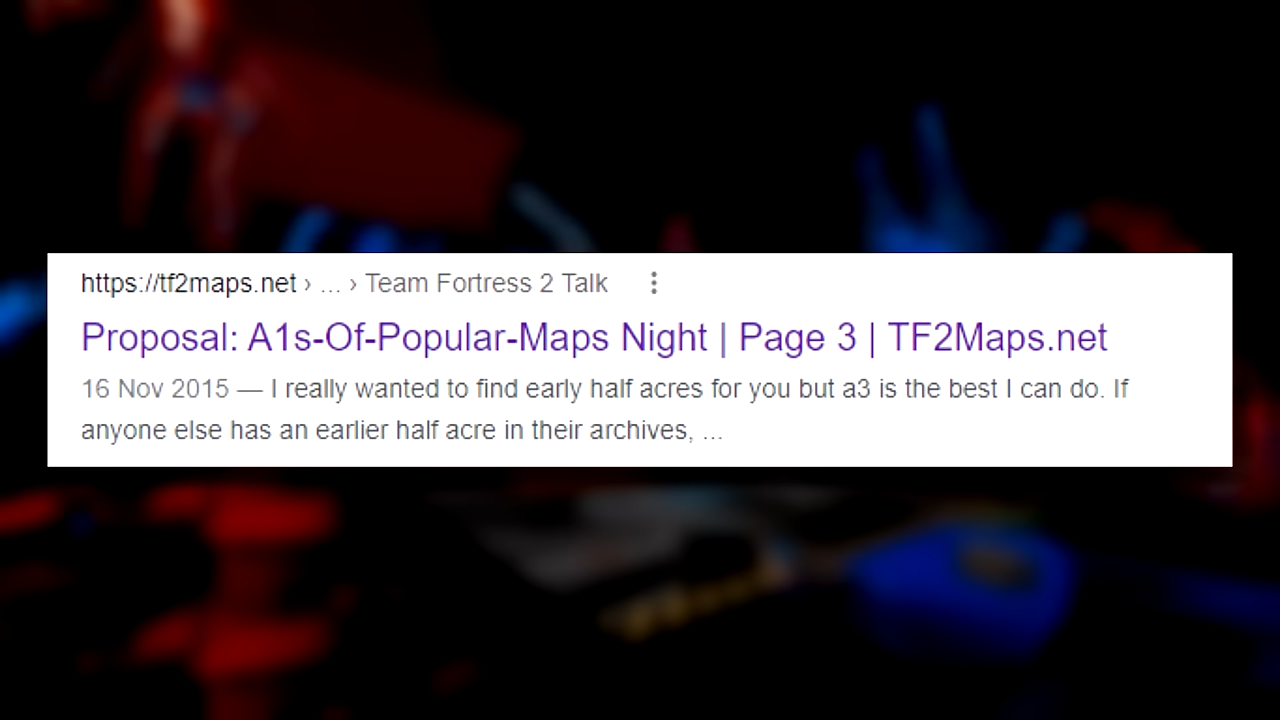 https://tf2maps.net › ... › Team Fortress 2 Talk
Proposal: A1s-Of-Popular-Maps Night | Page 3 | TF2Maps.net
16 Nov 2015 — I really wanted to find early half acres for you but a3 is the best I can do. If
anyone else has an earlier half acre in their archives, ...